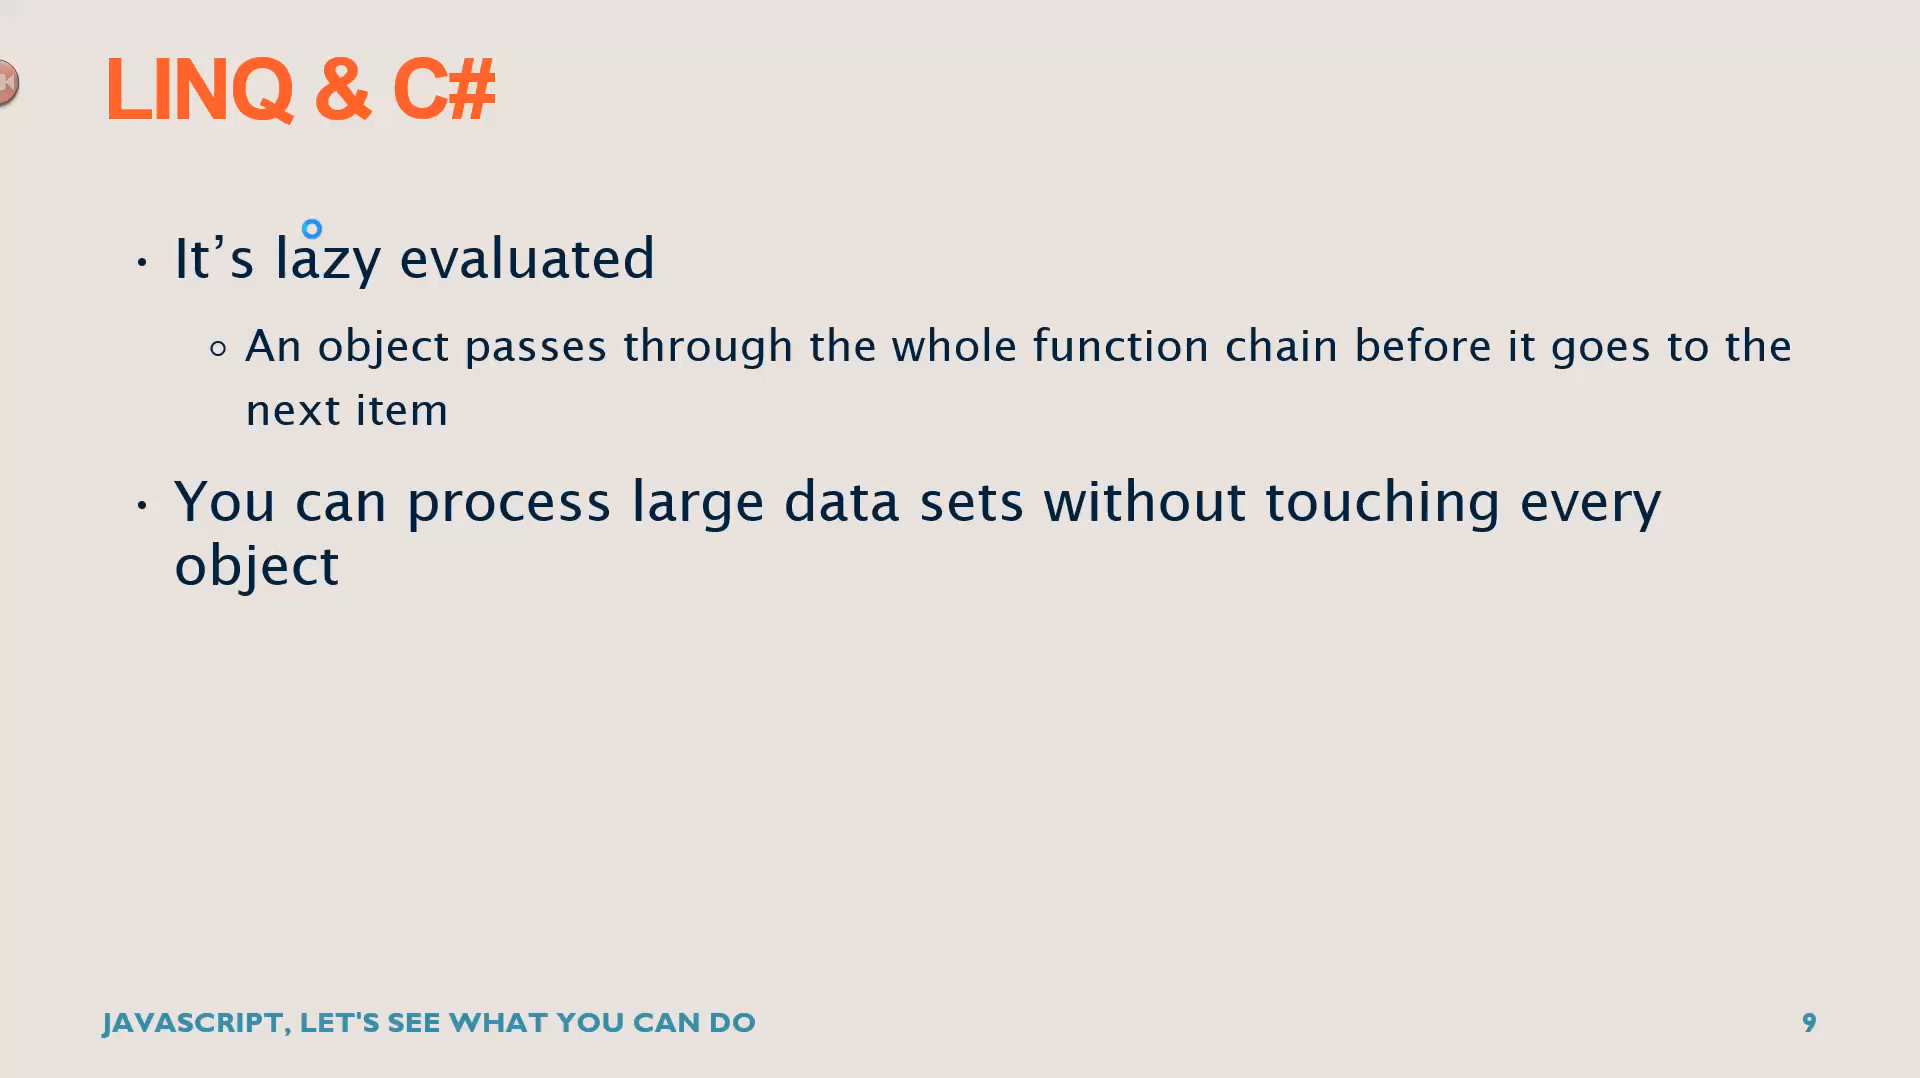 LINQ & C#
• It’s lazy evaluated
○ An object passes through the whole function chain before it goes to the
next item
• You can process large data sets without touching every
object
JAVASCRIPT, LET'S SEE WHAT YOU CAN DO
9